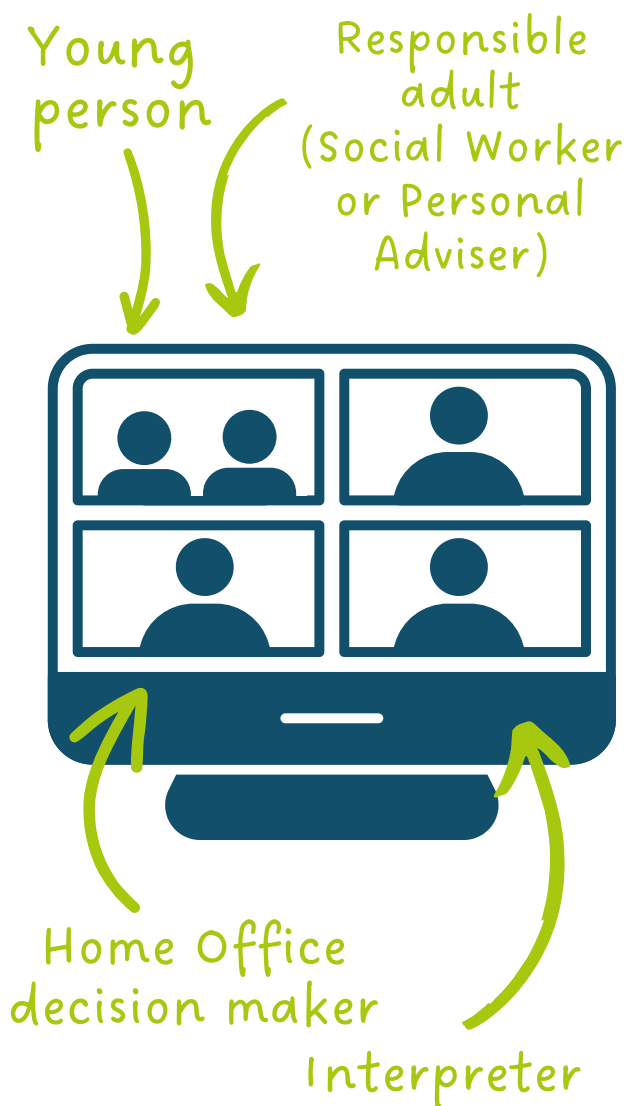 Young
person
Responsible
adult
(Social Worker
or Personal
Adviser)
Home Office
decision maker
Interpreter